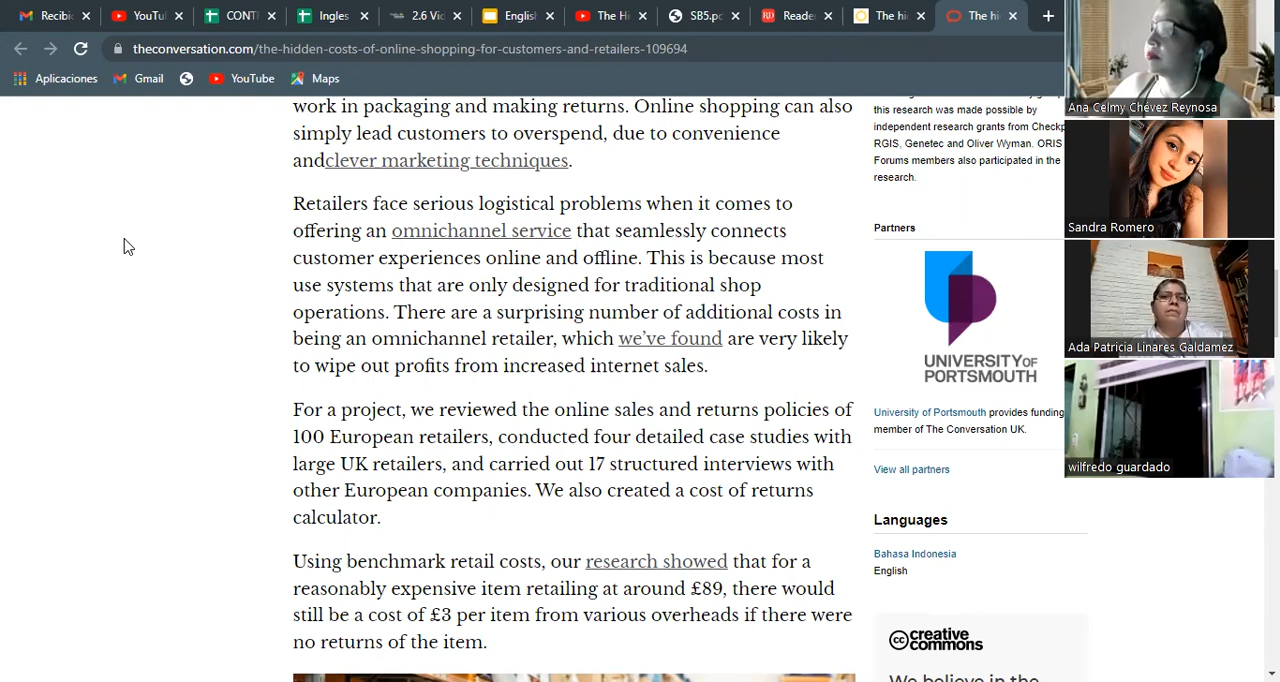 Recibi
YouTu
CONTI
Ingles
2.6 Vid
English
The Hi
SB5.pd
Reade
The hi
The hi
theconversation.com/the-hidden-costs-of-online-shopping-for-customers-and-retailers-109694
Aplicaciones
Gmail
YouTube
Maps
work in packaging and making returns. Online shopping can also
simply lead customers to overspend, due to convenience
andclever marketing techniques.
Retailers face serious logistical problems when it comes to
offering an omnichannel service that seamlessly connects
customer experiences online and offline. This is because most
use systems that are only designed for traditional shop
operations. There are a surprising number of additional costs in
being an omnichannel retailer, which we've found are very likely
to wipe out profits from increased internet sales.
For a project, we reviewed the online sales and returns policies of
100 European retailers, conducted four detailed case studies with
large UK retailers, and carried out 17 structured interviews with
other European companies. We also created a cost of returns
calculator.
Using benchmark retail costs, our research showed that for a
reasonably expensive item retailing at around £89, there would
still be a cost of £3 per item from various overheads if there were
no returns of the item.
this research was made possible by
independent research grants from Checkp
RGIS, Genetec and Oliver Wyman. ORIS
Forums members also participated in the
research.
Partners
UNIVERSITY OF
PORTSMOUTH
University of Portsmouth provides funding
member of The Conversation UK.
View all partners
Languages
Bahasa Indonesia
English
cc creative
commons
We believe in the
Ana Celmy Chévez Reynosa
Sandra Romero
Ada Patricia Linares Galdamez
wilfredo guardado